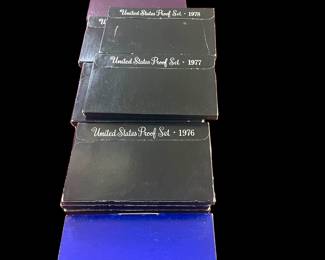 United States Proof Set · 1978
United States Proof Set · 1977
United States Proof Set · 1976